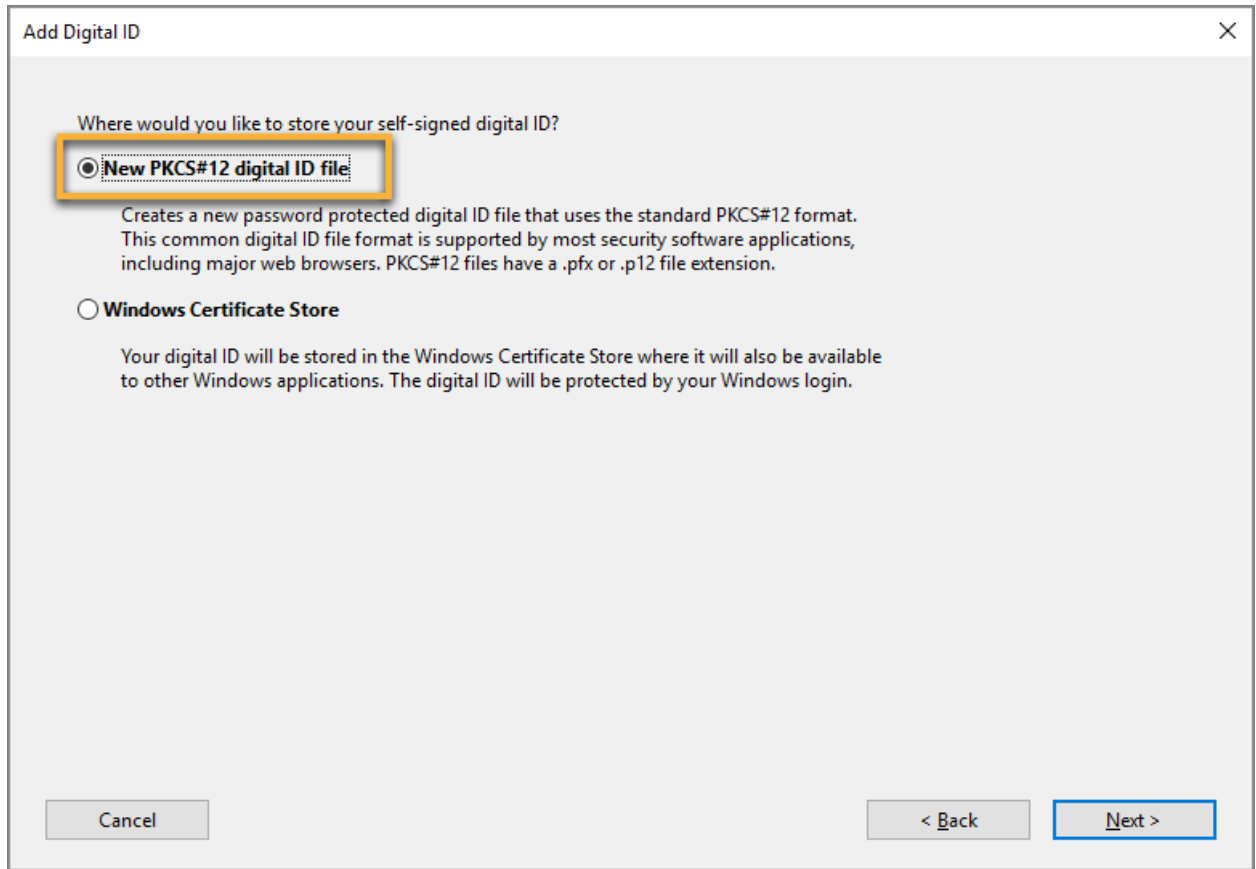 Add Digital ID
Where would you like to store your self-signed digital ID?
New PKCS#12 digital ID file
Creates a new password protected digital ID file that uses the standard PKCS#12 format.
This common digital ID file format is supported by most security software applications,
including major web browsers. PKCS#12 files have a .pfx or .p12 file extension.
Windows Certificate Store
Your digital ID will be stored in the Windows Certificate Store where it will also be available
to other Windows applications. The digital ID will be protected by your Windows login.
Cancel
< Back
Next >